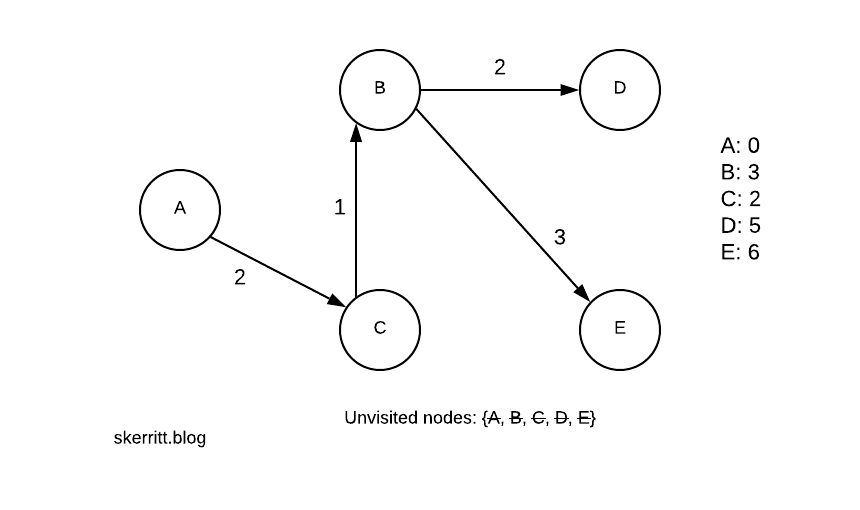 2
B
D
A: 0
B: 3
C: 2
D: 5
E: 6
A
1
3
2
C
E
Unvisited nodes: {A, B, C, D, E}
skerritt.blog